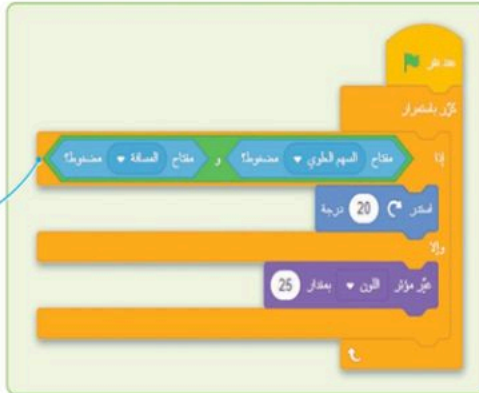 عند نقر
كرّر باستمرار
إذا مفتاح السهم العلوي مضغوط؟ و مفتاح المسافة مضغوط؟
استدر 20 درجة
وإلا
غيّر مؤثر اللون بمقدار 25